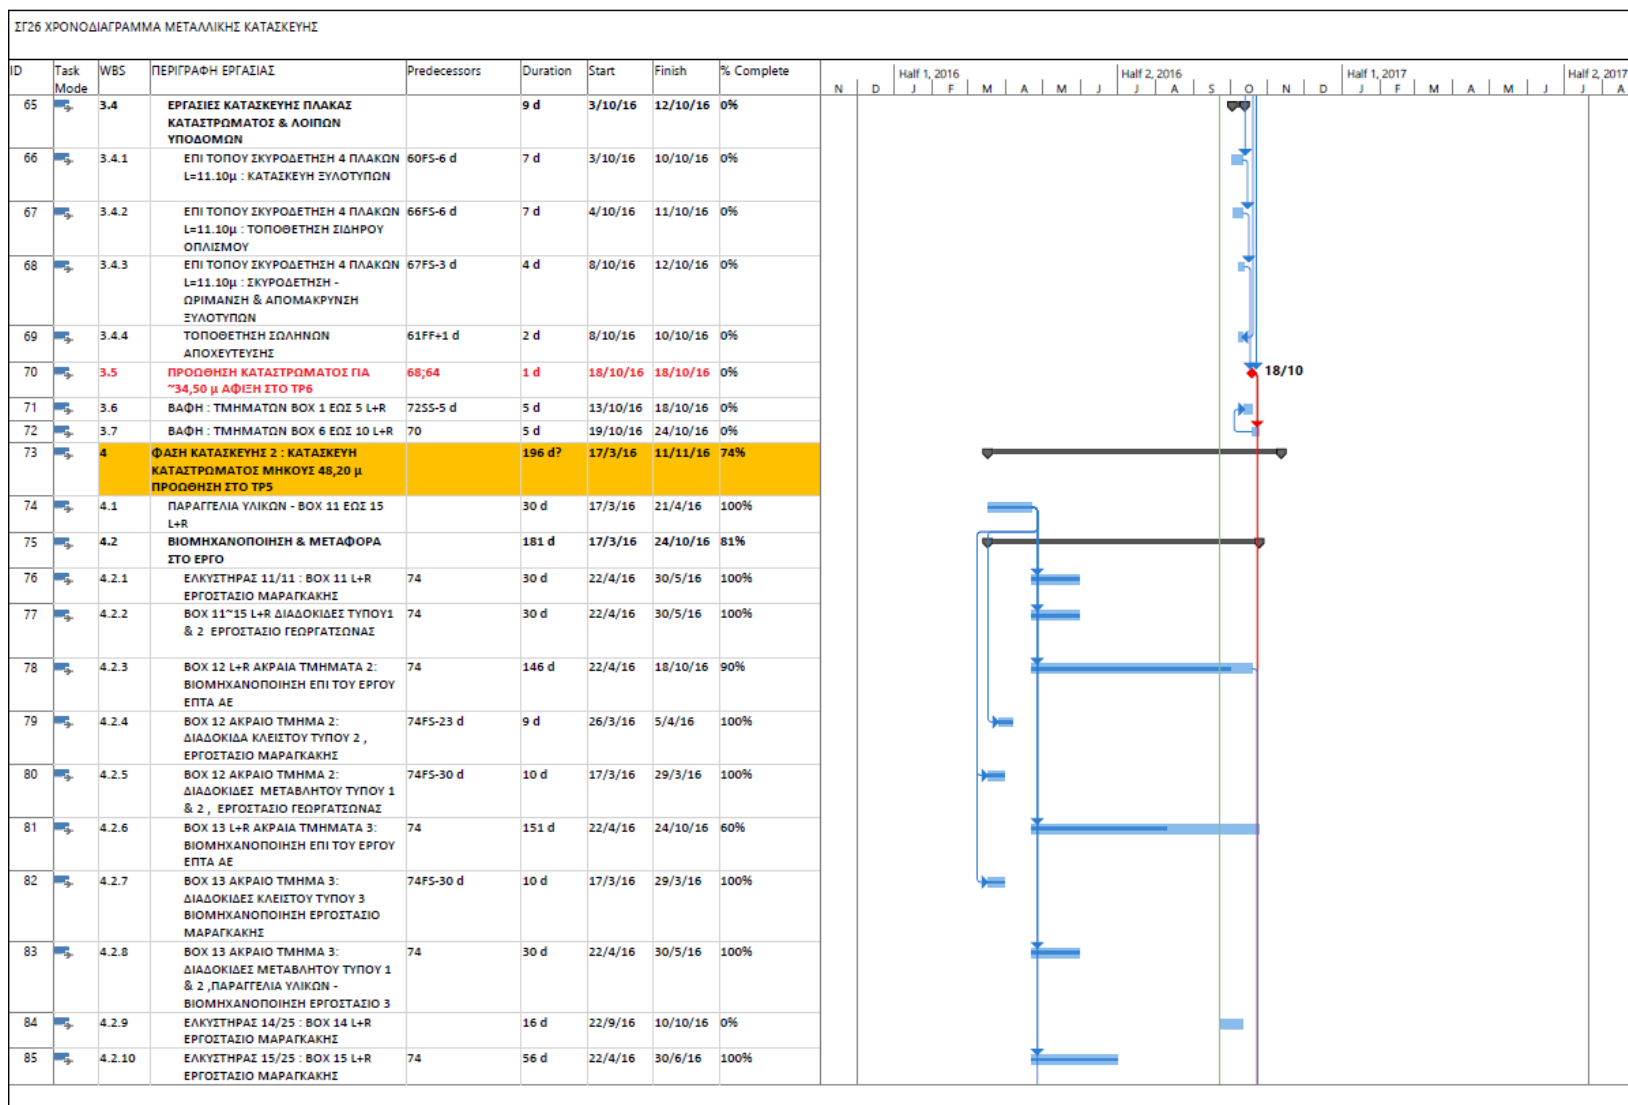 ΣΓ26 ΧΡΟΝΟΔΙΑΓΡΑΜΜΑ ΜΕΤΑΛΛΙΚΗΣ ΚΑΤΑΣΚΕΥΗΣ
ID Task Mode WBS ΠΕΡΙΓΡΑΦΗ ΕΡΓΑΣΙΑΣ Predecessors Duration Start Finish % Complete
Half 1, 2016 Half 2, 2016 Half 1, 2017 Half 2, 2017
N D J F M A M J J A S O N D J F M A M J J A
65 3.4 ΕΡΓΑΣΙΕΣ ΚΑΤΑΣΚΕΥΗΣ ΠΛΑΚΑΣ 9 d 3/10/16 12/10/16 0%
ΚΑΤΑΣΤΡΩΜΑΤΟΣ & ΛΟΙΠΩΝ
ΥΠΟΔΟΜΩΝ
66 3.4.1 ΕΠΙ ΤΟΠΟΥ ΣΚΥΡΟΔΕΤΗΣΗ 4 ΠΛΑΚΩΝ 60FS-6 d 7 d 3/10/16 10/10/16 0%
L=11.10μ : ΚΑΤΑΣΚΕΥΗ ΞΥΛΟΤΥΠΩΝ
67 3.4.2 ΕΠΙ ΤΟΠΟΥ ΣΚΥΡΟΔΕΤΗΣΗ 4 ΠΛΑΚΩΝ 66FS-6 d 7 d 4/10/16 11/10/16 0%
L=11.10μ : ΤΟΠΟΘΕΤΗΣΗ ΣΙΔΗΡΟΥ
ΟΠΛΙΣΜΟΥ
68 3.4.3 ΕΠΙ ΤΟΠΟΥ ΣΚΥΡΟΔΕΤΗΣΗ 4 ΠΛΑΚΩΝ 67FS-3 d 4 d 8/10/16 12/10/16 0%
L=11.10μ : ΣΚΥΡΟΔΕΤΗΣΗ -
ΩΡΙΜΑΝΣΗ & ΑΠΟΜΑΚΡΥΝΣΗ
ΞΥΛΟΤΥΠΩΝ
69 3.4.4 ΤΟΠΟΘΕΤΗΣΗ ΣΩΛΗΝΩΝ 61FF+1 d 2 d 8/10/16 10/10/16 0%
ΑΠΟΧΕΥΤΕΥΣΗΣ
70 3.5 ΠΡΟΩΘΗΣΗ ΚΑΤΑΣΤΡΩΜΑΤΟΣ ΓΙΑ 68;64 1 d 18/10/16 18/10/16 0% 18/10
~34,50 μ ΑΦΙΞΗ ΣΤΟ ΤΡ6
71 3.6 ΒΑΦΗ : ΤΜΗΜΑΤΩΝ BOX 1 ΕΩΣ 5 L+R 72SS-5 d 5 d 13/10/16 18/10/16 0%
72 3.7 ΒΑΦΗ : ΤΜΗΜΑΤΩΝ BOX 6 ΕΩΣ 10 L+R 70 5 d 19/10/16 24/10/16 0%
73 4 ΦΑΣΗ ΚΑΤΑΣΚΕΥΗΣ 2 : ΚΑΤΑΣΚΕΥΗ 196 d? 17/3/16 11/11/16 74%
ΚΑΤΑΣΤΡΩΜΑΤΟΣ ΜΗΚΟΥΣ 48,20 μ
ΠΡΟΩΘΗΣΗ ΣΤΟ ΤΡ5
74 4.1 ΠΑΡΑΓΓΕΛΙΑ ΥΛΙΚΩΝ - BOX 11 ΕΩΣ 15 30 d 17/3/16 21/4/16 100%
L+R
75 4.2 ΒΙΟΜΗΧΑΝΟΠΟΙΗΣΗ & ΜΕΤΑΦΟΡΑ 181 d 17/3/16 24/10/16 81%
ΣΤΟ ΕΡΓΟ
76 4.2.1 ΕΛΚΥΣΤΗΡΑΣ 11/11 : BOX 11 L+R 74 30 d 22/4/16 30/5/16 100%
ΕΡΓΟΣΤΑΣΙΟ ΜΑΡΑΓΚΑΚΗΣ
77 4.2.2 BOX 11~15 L+R ΔΙΑΔΟΚΙΔΕΣ ΤΥΠΟΥ1 74 30 d 22/4/16 30/5/16 100%
& 2 ΕΡΓΟΣΤΑΣΙΟ ΓΕΩΡΓΑΤΣΩΝΑΣ
78 4.2.3 BOX 12 L+R ΑΚΡΑΙΑ ΤΜΗΜΑΤΑ 2: 74 146 d 22/4/16 18/10/16 90%
ΒΙΟΜΗΧΑΝΟΠΟΙΗΣΗ ΕΠΙ ΤΟΥ ΕΡΓΟΥ
ΕΠΤΑ ΑΕ
79 4.2.4 BOX 12 ΑΚΡΑΙΟ ΤΜΗΜΑ 2: 74FS-23 d 9 d 26/3/16 5/4/16 100%
ΔΙΑΔΟΚΙΔΑ ΚΛΕΙΣΤΟΥ ΤΥΠΟΥ 2 ,
ΕΡΓΟΣΤΑΣΙΟ ΜΑΡΑΓΚΑΚΗΣ
80 4.2.5 BOX 12 ΑΚΡΑΙΟ ΤΜΗΜΑ 2: 74FS-30 d 10 d 17/3/16 29/3/16 100%
ΔΙΑΔΟΚΙΔΕΣ ΜΕΤΑΒΛΗΤΟΥ ΤΥΠΟΥ 1
& 2 , ΕΡΓΟΣΤΑΣΙΟ ΓΕΩΡΓΑΤΣΩΝΑΣ
81 4.2.6 BOX 13 L+R ΑΚΡΑΙΑ ΤΜΗΜΑΤΑ 3: 74 151 d 22/4/16 24/10/16 60%
ΒΙΟΜΗΧΑΝΟΠΟΙΗΣΗ ΕΠΙ ΤΟΥ ΕΡΓΟΥ
ΕΠΤΑ ΑΕ
82 4.2.7 BOX 13 ΑΚΡΑΙΟ ΤΜΗΜΑ 3: 74FS-30 d 10 d 17/3/16 29/3/16 100%
ΔΙΑΔΟΚΙΔΕΣ ΚΛΕΙΣΤΟΥ ΤΥΠΟΥ 3
ΒΙΟΜΗΧΑΝΟΠΟΙΗΣΗ ΕΡΓΟΣΤΑΣΙΟ
ΜΑΡΑΓΚΑΚΗΣ
83 4.2.8 BOX 13 ΑΚΡΑΙΟ ΤΜΗΜΑ 3: 74 30 d 22/4/16 30/5/16 100%
ΔΙΑΔΟΚΙΔΕΣ ΜΕΤΑΒΛΗΤΟΥ ΤΥΠΟΥ 1
& 2 ,ΠΑΡΑΓΓΕΛΙΑ ΥΛΙΚΩΝ -
ΒΙΟΜΗΧΑΝΟΠΟΙΗΣΗ ΕΡΓΟΣΤΑΣΙΟ 3
84 4.2.9 ΕΛΚΥΣΤΗΡΑΣ 14/25 : BOX 14 L+R 16 d 22/9/16 10/10/16 0%
ΕΡΓΟΣΤΑΣΙΟ ΜΑΡΑΓΚΑΚΗΣ
85 4.2.10 ΕΛΚΥΣΤΗΡΑΣ 15/25 : BOX 15 L+R 74 56 d 22/4/16 30/6/16 100%
ΕΡΓΟΣΤΑΣΙΟ ΜΑΡΑΓΚΑΚΗΣ